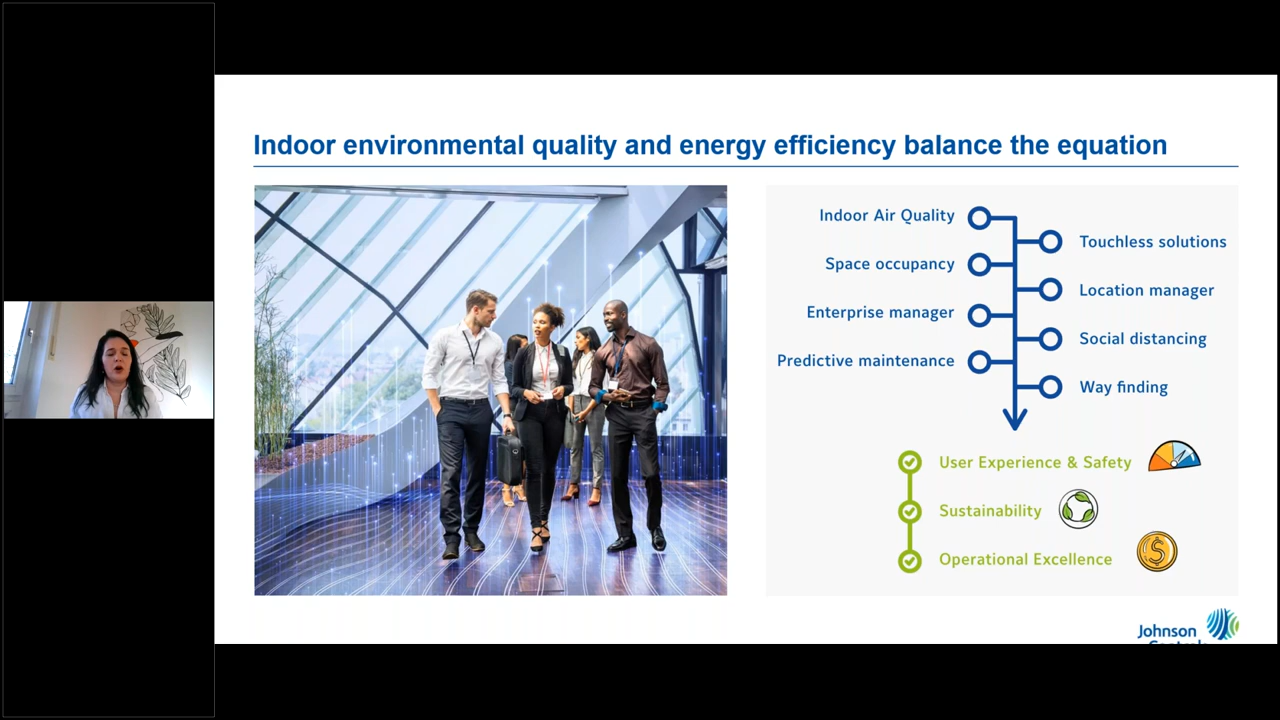 Indoor environmental quality and energy efficiency balance the equation
Indoor Air Quality
Touchless solutions
Space occupancy
Location manager
Enterprise manager
Social distancing
Predictive maintenance
Way finding
User Experience & Safety
Sustainability
Operational Excellence
Johnson